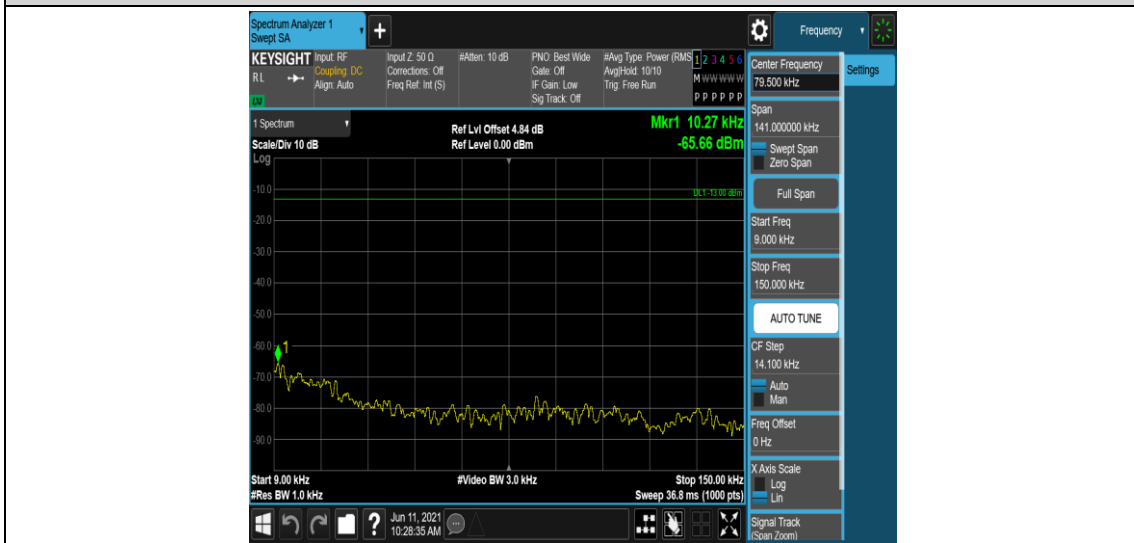 Spectrum Analyzer 1
Swept SA
+
Frequency
KEYSIGHT
RL
LXI
Input: RF
Coupling: DC
Align: Auto
Input Z: 50 Ω
Corrections: Off
Freq Ref: Int (S)
#Atten: 10 dB
PNO: Best Wide
Gate: Off
IF Gain: Low
Sig Track: Off
#Avg Type: Power (RMS
Avg|Hold: 10/10
Trig: Free Run
1 2 3 4 5 6
M W W W W W
P P P P P P
Center Frequency
79.500 kHz
Settings
1 Spectrum
Scale/Div 10 dB
Ref Lvl Offset 4.84 dB
Ref Level 0.00 dBm
Mkr1 10.27 kHz
-65.66 dBm
Log
DL1 -13.00 dBm
-10.0
-20.0
-30.0
-40.0
-50.0
-60.0
1
-70.0
-80.0
-90.0
Start 9.00 kHz
#Res BW 1.0 kHz
#Video BW 3.0 kHz
Stop 150.00 kHz
Sweep 36.8 ms (1000 pts)
Span
141.000000 kHz
Swept Span
Zero Span
Full Span
Start Freq
9.000 kHz
Stop Freq
150.000 kHz
AUTO TUNE
CF Step
14.100 kHz
Auto
Man
Freq Offset
0 Hz
X Axis Scale
Log
Lin
Signal Track
(Span Zoom)
?
Jun 11, 2021
10:28:35 AM